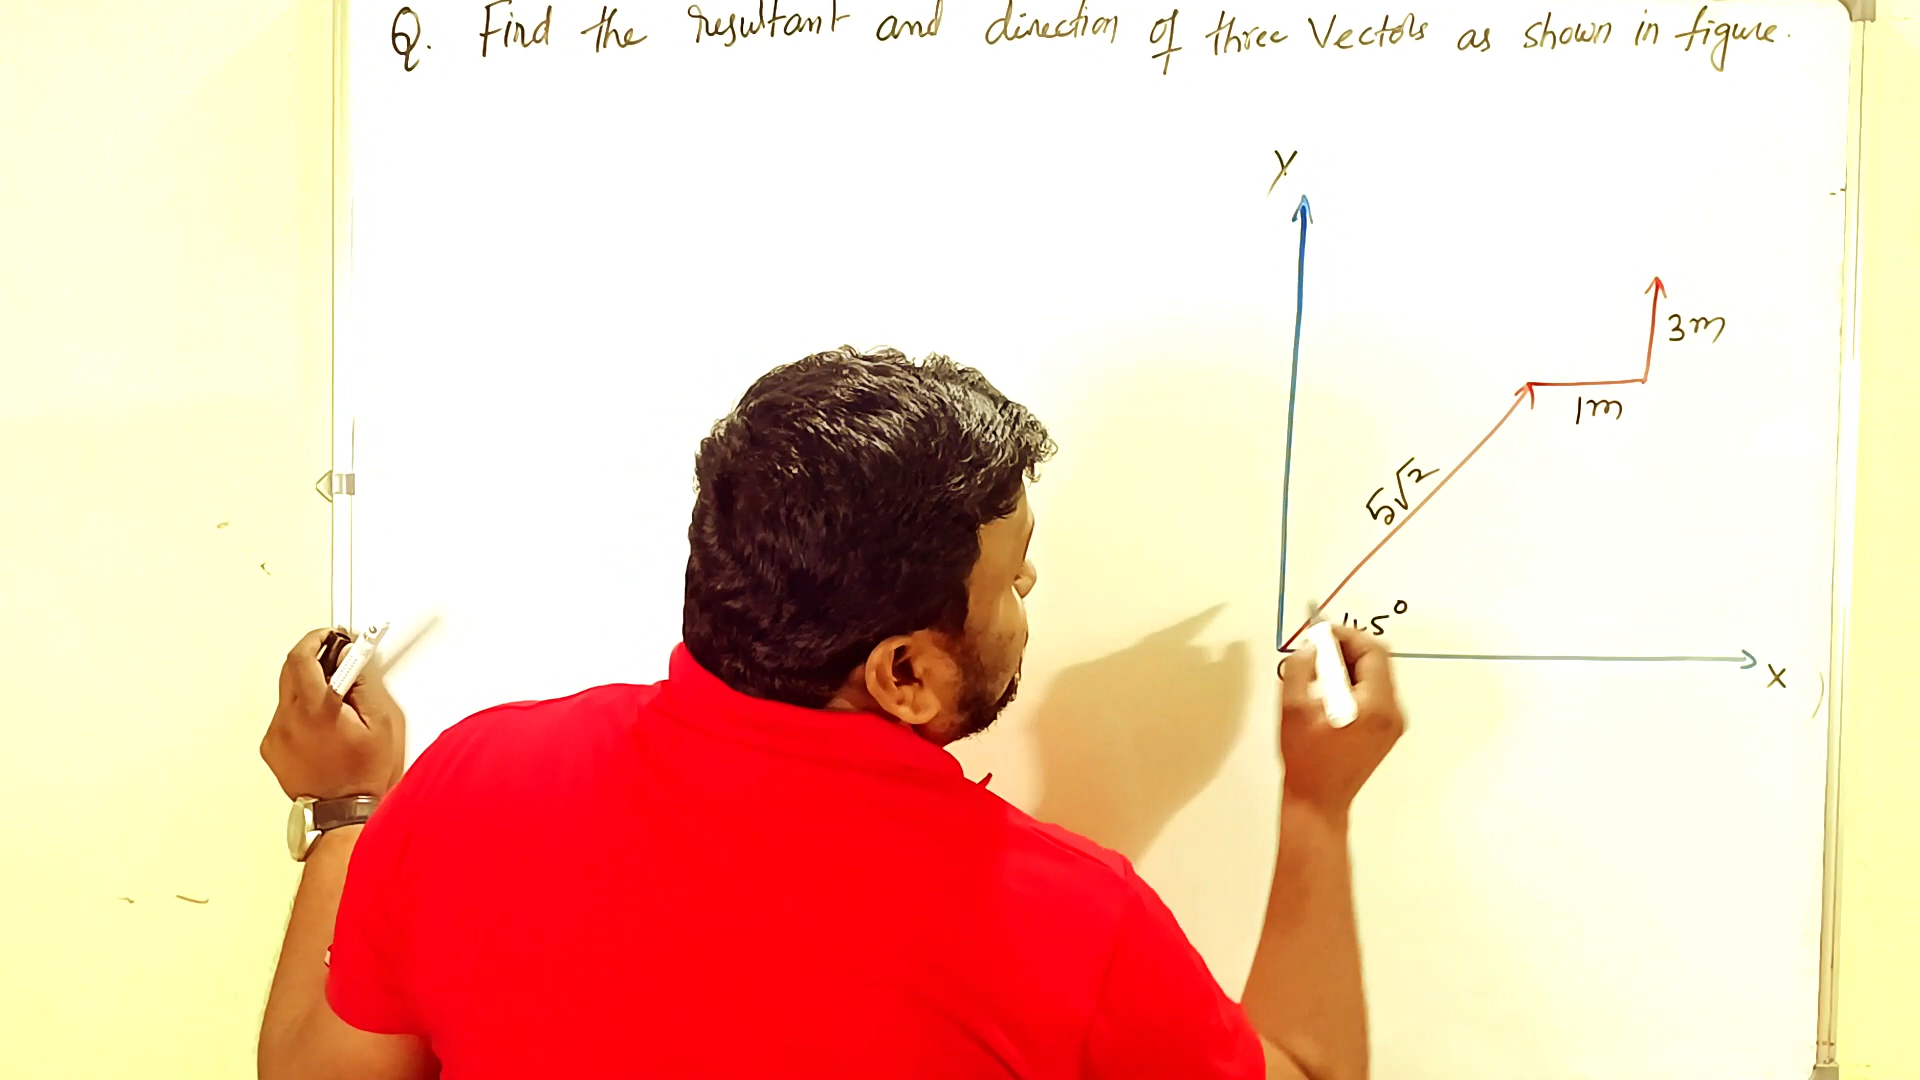 Q. Find the resultant and direction of three Vectors as shown in figure.
Y
3m
1m
5√2
45°
X